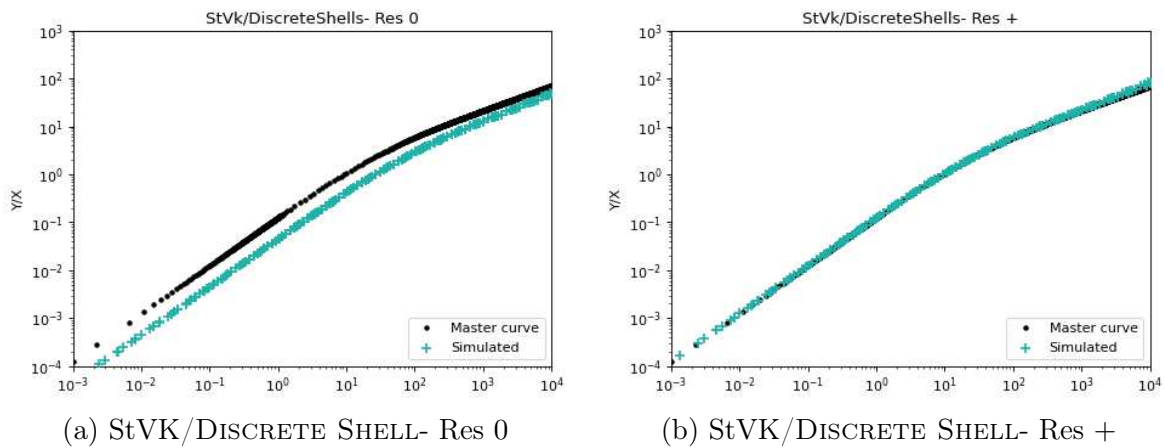 StVk/DiscreteShells- Res 0
10^3
10^2
10^1
10^0
10^-1
10^-2
10^-3
10^-4
Y/X
Master curve
Simulated
10^-3 10^-2 10^-1 10^0 10^1 10^2 10^3 10^4
(a) StVK/DISCRETE SHELL- Res 0
StVk/DiscreteShells- Res +
10^3
10^2
10^1
10^0
10^-1
10^-2
10^-3
10^-4
Y/X
Master curve
Simulated
10^-3 10^-2 10^-1 10^0 10^1 10^2 10^3 10^4
(b) StVK/DISCRETE SHELL- Res +